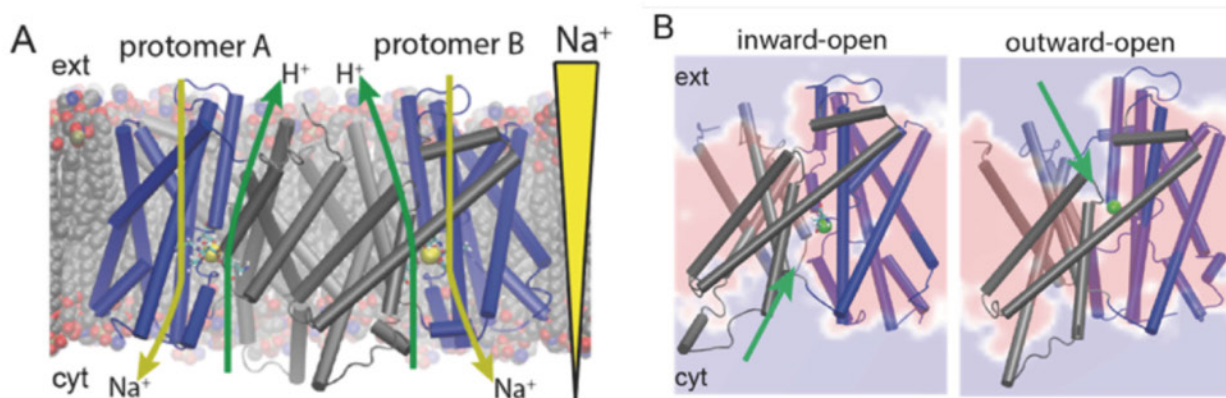 A
protomer A
protomer B
Na⁺
ext
H⁺
H⁺
cyt
Na⁺
Na⁺
B
inward-open
outward-open
ext
cyt